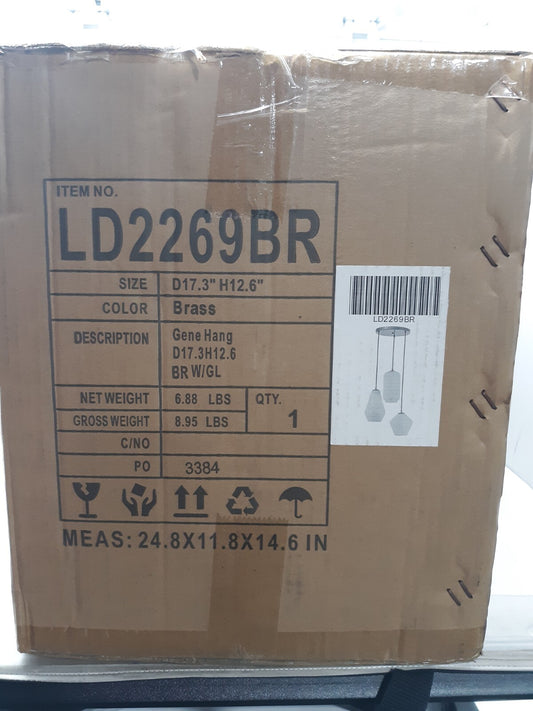 ITEM NO.
LD2269BR
SIZE D17.3" H12.6"
COLOR Brass
DESCRIPTION Gene Hang
D17.3H12.6
BR W/GL
NET WEIGHT 6.88 LBS QTY.
GROSS WEIGHT 8.95 LBS 1
C/NO
PO 3384
MEAS: 24.8X11.8X14.6 IN
LD2269BR